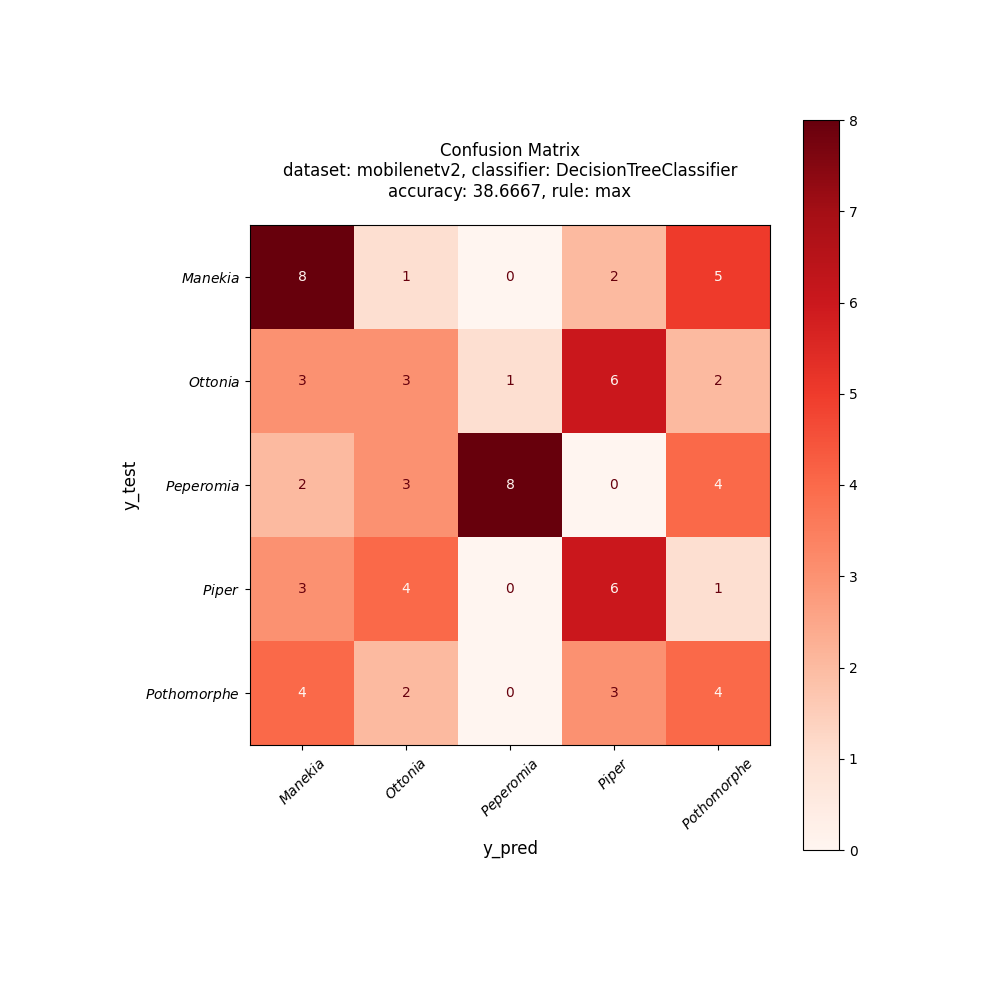 Confusion Matrix
dataset: mobilenetv2, classifier: DecisionTreeClassifier
accuracy: 38.6667, rule: max
Manekia 8 1 0 2 5
Ottonia 3 3 1 6 2
Peperomia 2 3 8 0 4
Piper 3 4 0 6 1
Pothomorphe 4 2 0 3 4
Manekia Ottonia Peperomia Piper Pothomorphe
y_pred
y_test
8
7
6
5
4
3
2
1
0